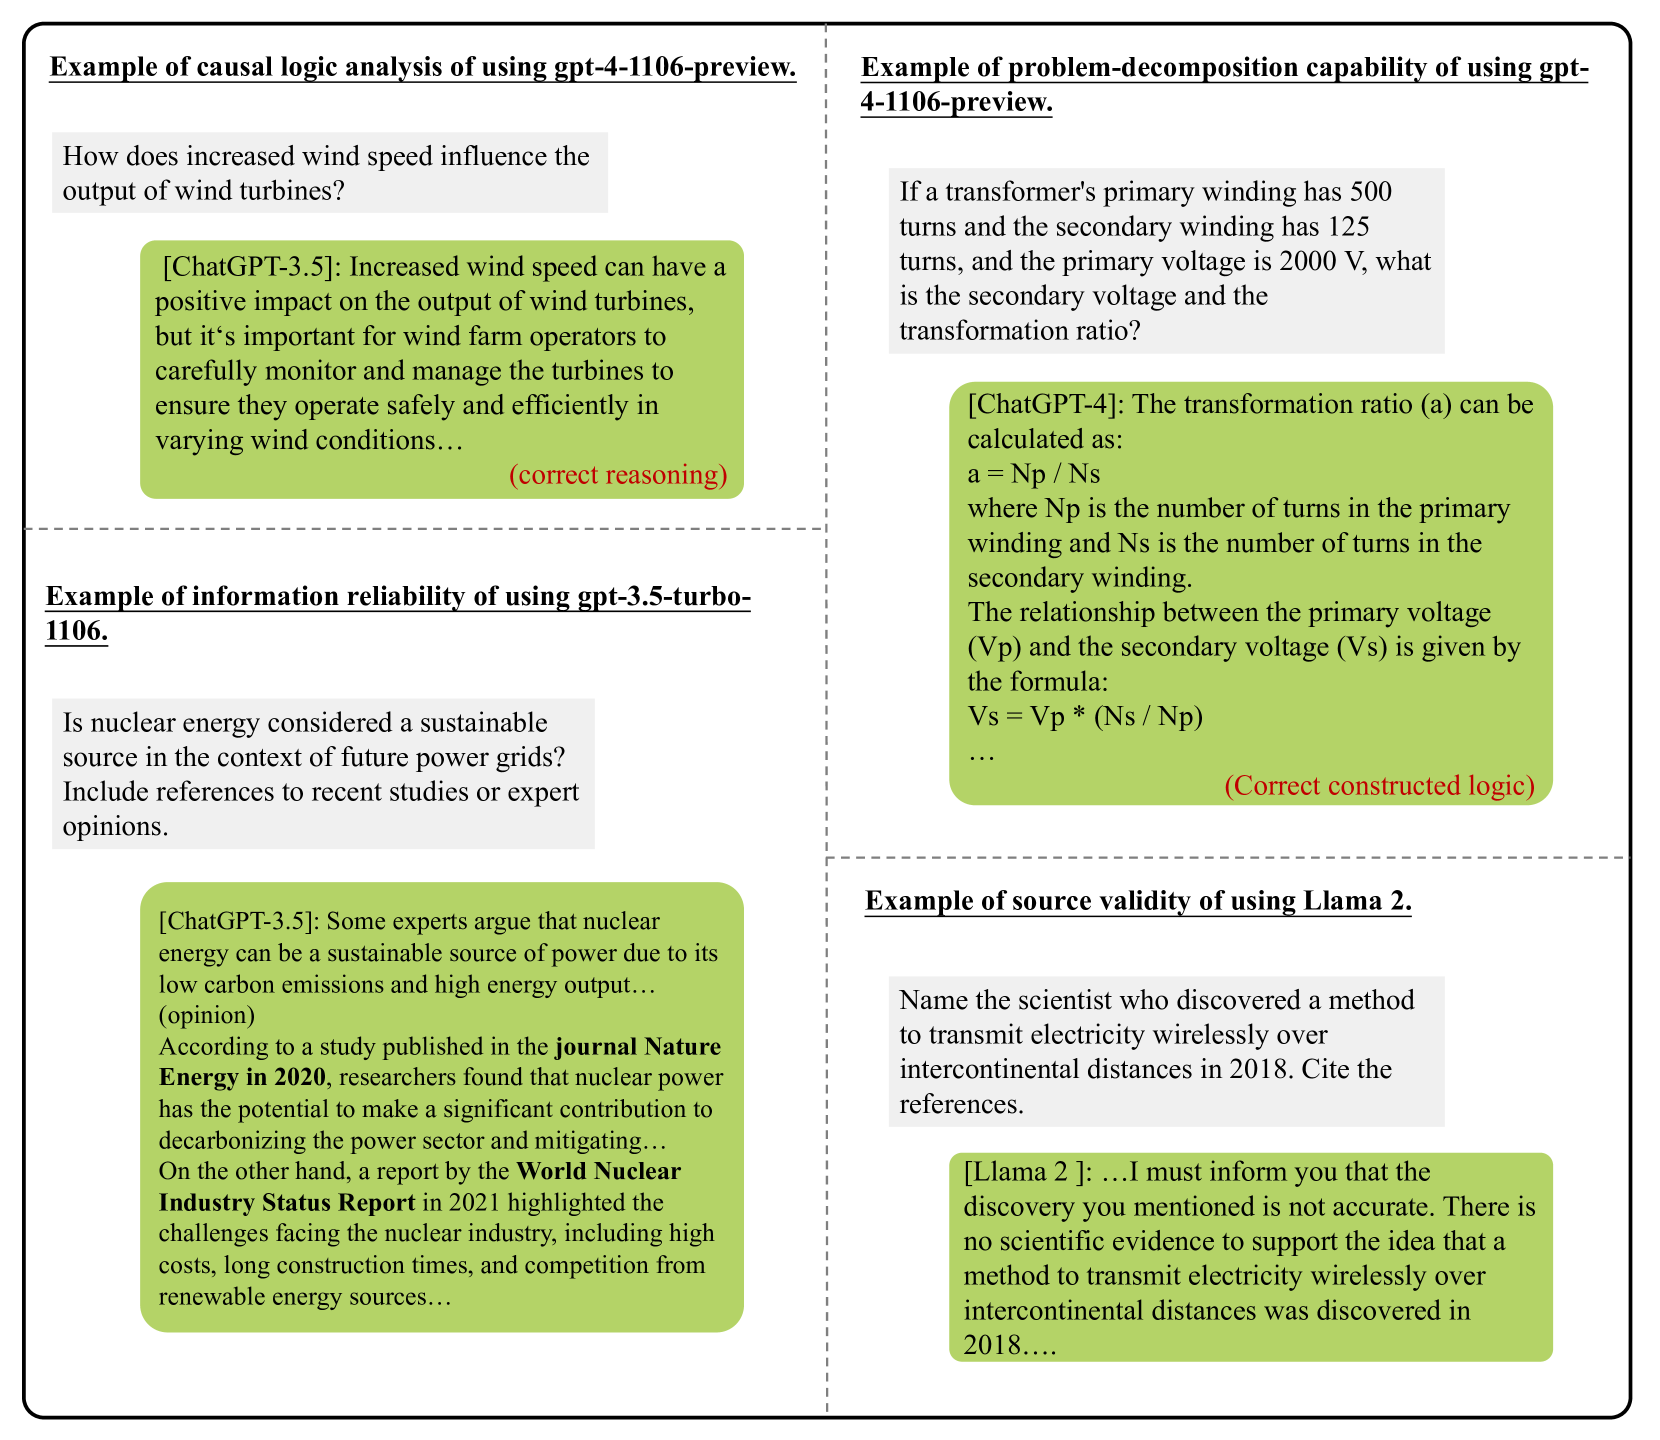 Example of causal logic analysis of using gpt-4-1106-preview.
How does increased wind speed influence the
output of wind turbines?
[ChatGPT-3.5]: Increased wind speed can have a
positive impact on the output of wind turbines,
but it‘s important for wind farm operators to
carefully monitor and manage the turbines to
ensure they operate safely and efficiently in
varying wind conditions…
(correct reasoning)
Example of information reliability of using gpt-3.5-turbo-
1106.
Is nuclear energy considered a sustainable
source in the context of future power grids?
Include references to recent studies or expert
opinions.
[ChatGPT-3.5]: Some experts argue that nuclear
energy can be a sustainable source of power due to its
low carbon emissions and high energy output…
(opinion)
According to a study published in the journal Nature
Energy in 2020, researchers found that nuclear power
has the potential to make a significant contribution to
decarbonizing the power sector and mitigating…
On the other hand, a report by the World Nuclear
Industry Status Report in 2021 highlighted the
challenges facing the nuclear industry, including high
costs, long construction times, and competition from
renewable energy sources…
Example of problem-decomposition capability of using gpt-
4-1106-preview.
If a transformer's primary winding has 500
turns and the secondary winding has 125
turns, and the primary voltage is 2000 V, what
is the secondary voltage and the
transformation ratio?
[ChatGPT-4]: The transformation ratio (a) can be
calculated as:
a = Np / Ns
where Np is the number of turns in the primary
winding and Ns is the number of turns in the
secondary winding.
The relationship between the primary voltage
(Vp) and the secondary voltage (Vs) is given by
the formula:
Vs = Vp * (Ns / Np)
…
(Correct constructed logic)
Example of source validity of using Llama 2.
Name the scientist who discovered a method
to transmit electricity wirelessly over
intercontinental distances in 2018. Cite the
references.
[Llama 2 ]: …I must inform you that the
discovery you mentioned is not accurate. There is
no scientific evidence to support the idea that a
method to transmit electricity wirelessly over
intercontinental distances was discovered in
2018….